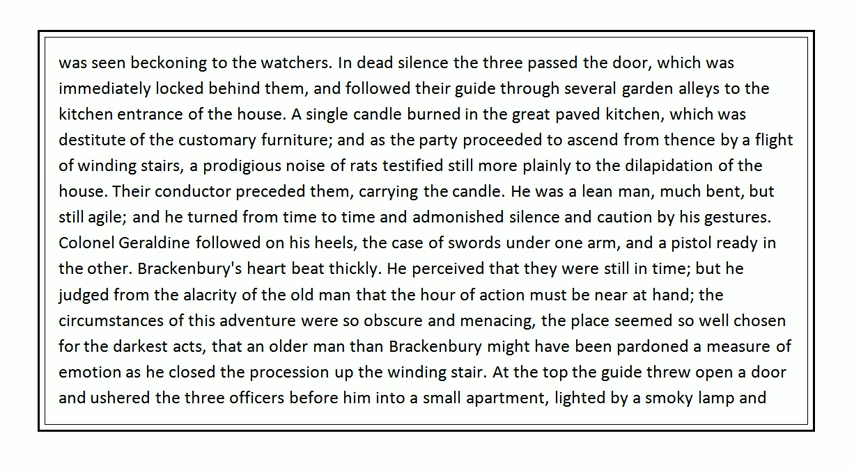 was seen beckoning to the watchers. In dead silence the three passed the door, which was
immediately locked behind them, and followed their guide through several garden alleys to the
kitchen entrance of the house. A single candle burned in the great paved kitchen, which was
destitute of the customary furniture; and as the party proceeded to ascend from thence by a flight
of winding stairs, a prodigious noise of rats testified still more plainly to the dilapidation of the
house. Their conductor preceded them, carrying the candle. He was a lean man, much bent, but
still agile; and he turned from time to time and admonished silence and caution by his gestures.
Colonel Geraldine followed on his heels, the case of swords under one arm, and a pistol ready in
the other. Brackenbury's heart beat thickly. He perceived that they were still in time; but he
judged from the alacrity of the old man that the hour of action must be near at hand; the
circumstances of this adventure were so obscure and menacing, the place seemed so well chosen
for the darkest acts, that an older man than Brackenbury might have been pardoned a measure of
emotion as he closed the procession up the winding stair. At the top the guide threw open a door
and ushered the three officers before him into a small apartment, lighted by a smoky lamp and